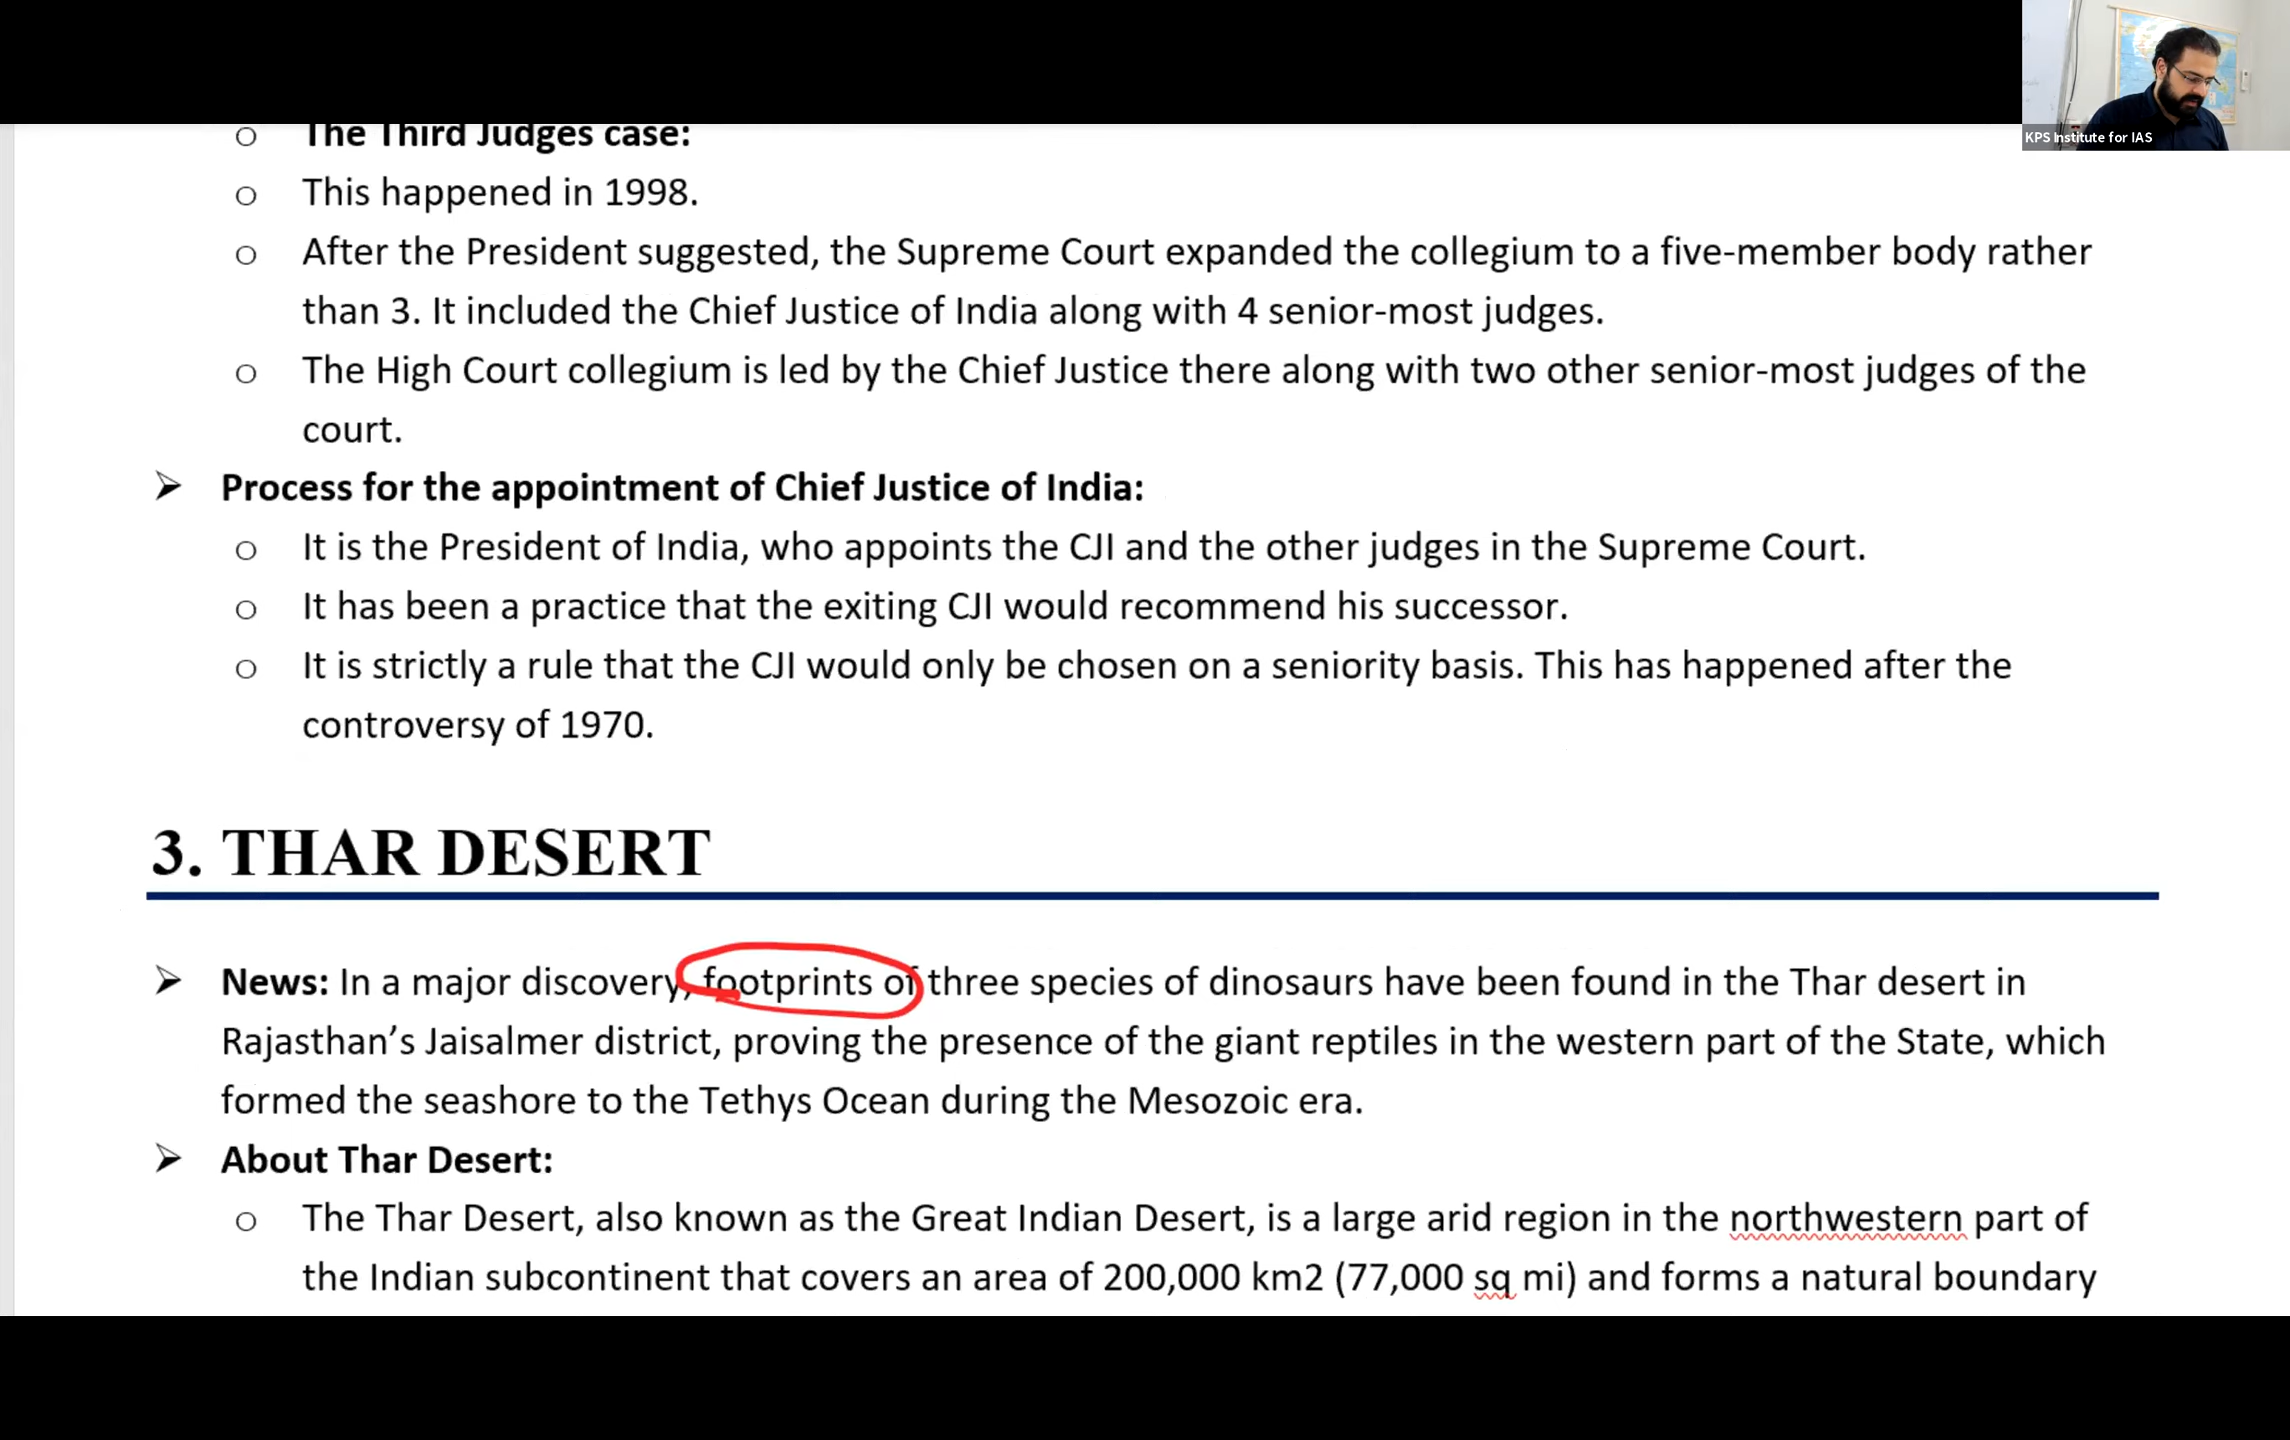 KPS Institute for IAS
o The Third Judges case:
o This happened in 1998.
o After the President suggested, the Supreme Court expanded the collegium to a five-member body rather
than 3. It included the Chief Justice of India along with 4 senior-most judges.
o The High Court collegium is led by the Chief Justice there along with two other senior-most judges of the
court.
➢ Process for the appointment of Chief Justice of India:
o It is the President of India, who appoints the CJI and the other judges in the Supreme Court.
o It has been a practice that the exiting CJI would recommend his successor.
o It is strictly a rule that the CJI would only be chosen on a seniority basis. This has happened after the
controversy of 1970.
3. THAR DESERT
➢ News: In a major discovery, footprints of three species of dinosaurs have been found in the Thar desert in
Rajasthan’s Jaisalmer district, proving the presence of the giant reptiles in the western part of the State, which
formed the seashore to the Tethys Ocean during the Mesozoic era.
➢ About Thar Desert:
o The Thar Desert, also known as the Great Indian Desert, is a large arid region in the northwestern part of
the Indian subcontinent that covers an area of 200,000 km2 (77,000 sq mi) and forms a natural boundary